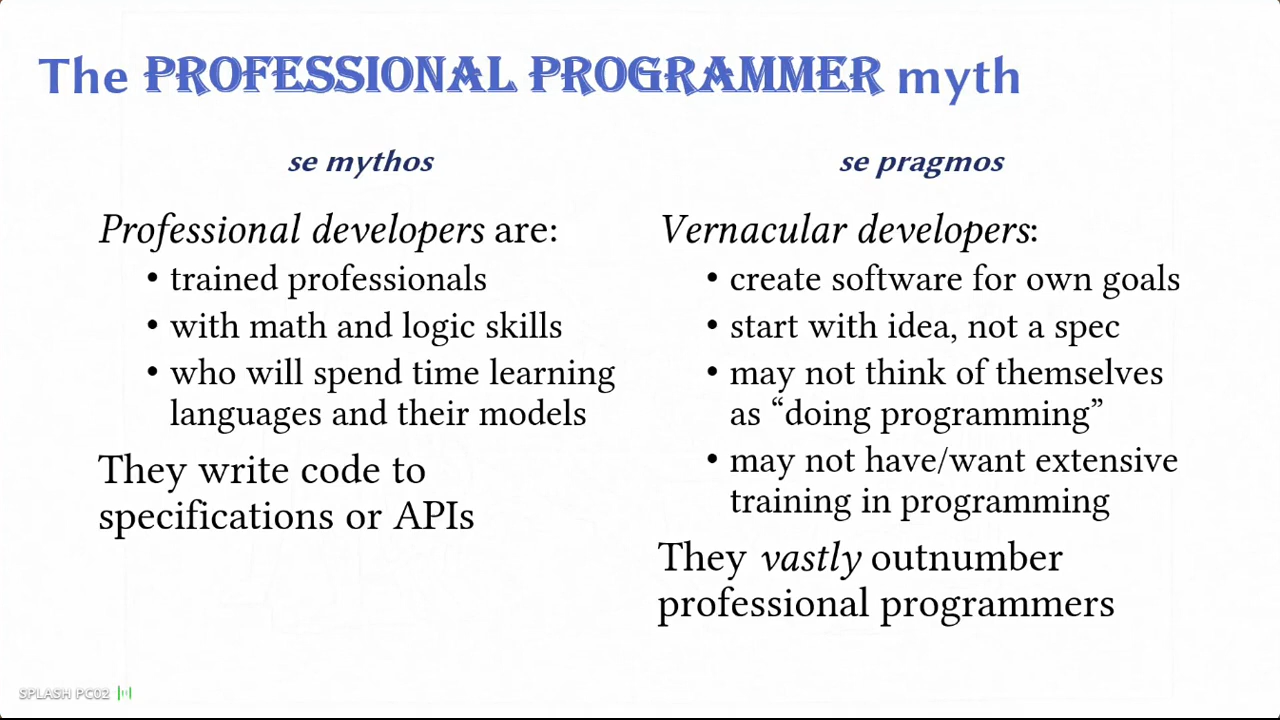 The PROFESSIONAL PROGRAMMER myth
se mythos
Professional developers are:
• trained professionals
• with math and logic skills
• who will spend time learning
languages and their models
They write code to
specifications or APIs
se pragmos
Vernacular developers:
• create software for own goals
• start with idea, not a spec
• may not think of themselves
as “doing programming”
• may not have/want extensive
training in programming
They vastly outnumber
professional programmers
SPLASH PC02